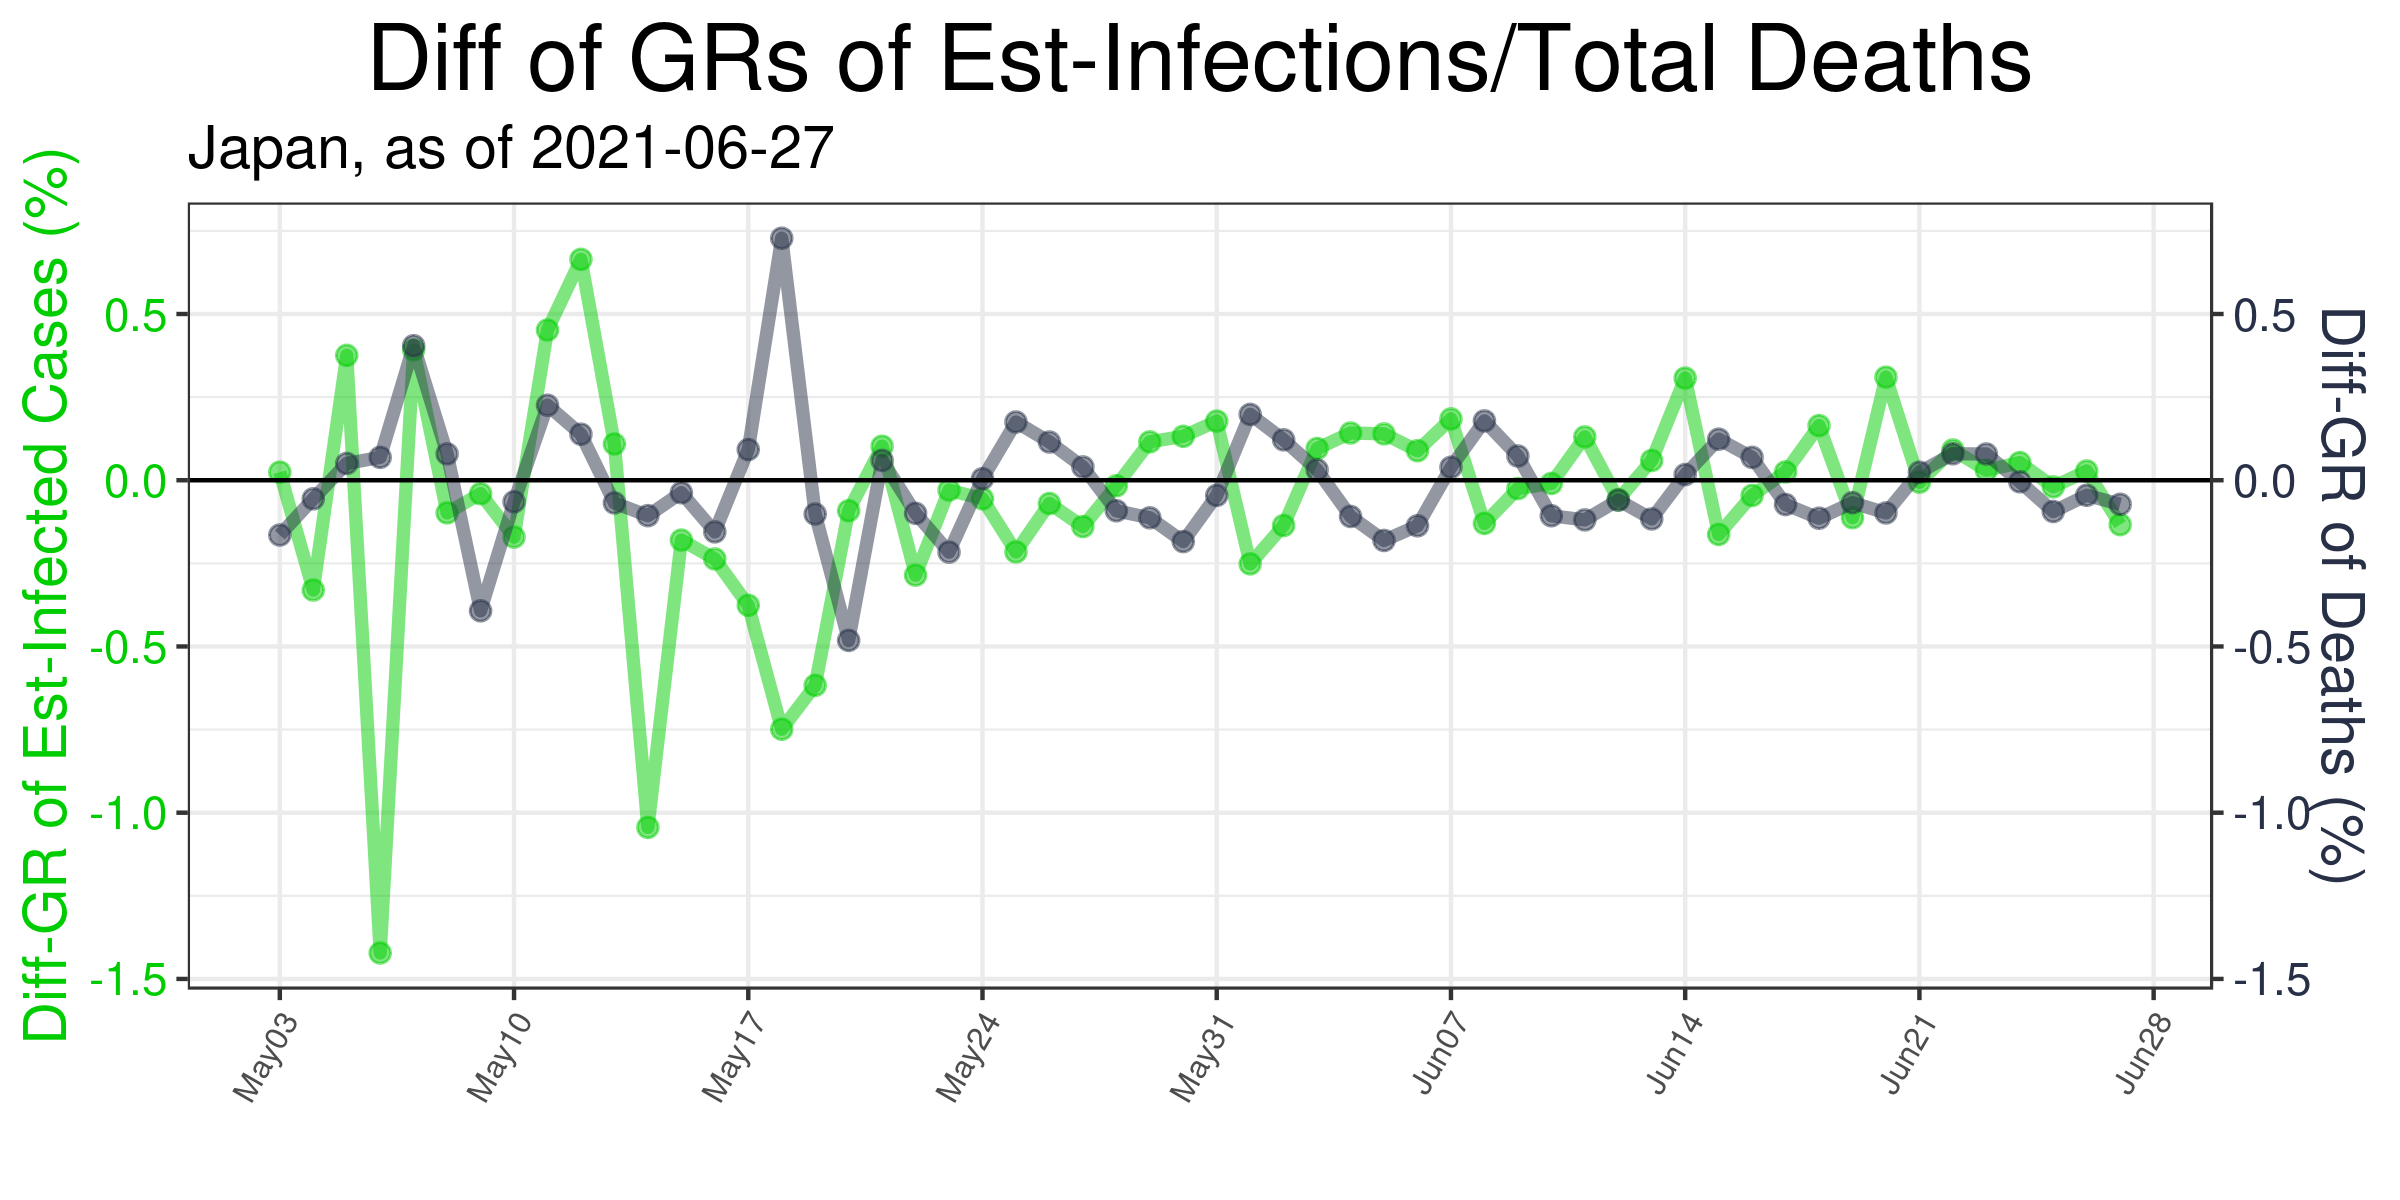 Diff of GRs of Est-Infections/Total Deaths
Japan, as of 2021-06-27
Diff-GR of Est-Infected Cases (%)
0.5
0.0
-0.5
-1.0
-1.5
0.5
0.0
-0.5
-1.0
-1.5
Diff-GR of Deaths (%)
May03
May10
May17
May24
May31
Jun07
Jun14
Jun21
Jun28